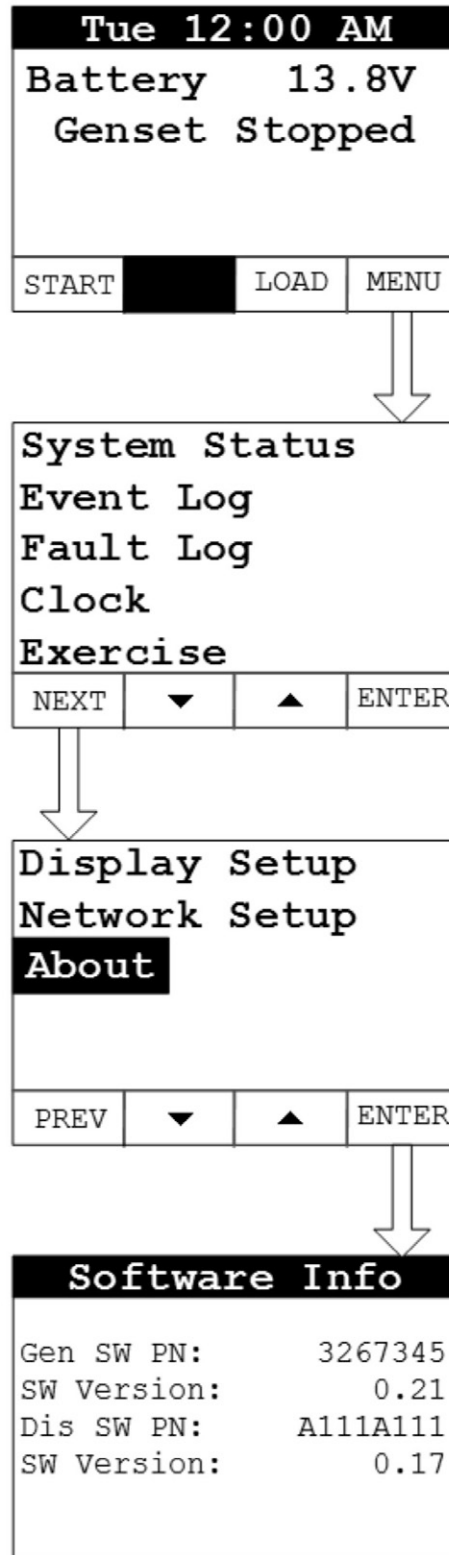 Tue 12:00 AM
Battery 13.8V
Genset Stopped
START LOAD MENU
System Status
Event Log
Fault Log
Clock
Exercise
NEXT ▼ ▲ ENTER
Display Setup
Network Setup
About
PREV ▼ ▲ ENTER
Software Info
Gen SW PN: 3267345
SW Version: 0.21
Dis SW PN: A111A111
SW Version: 0.17